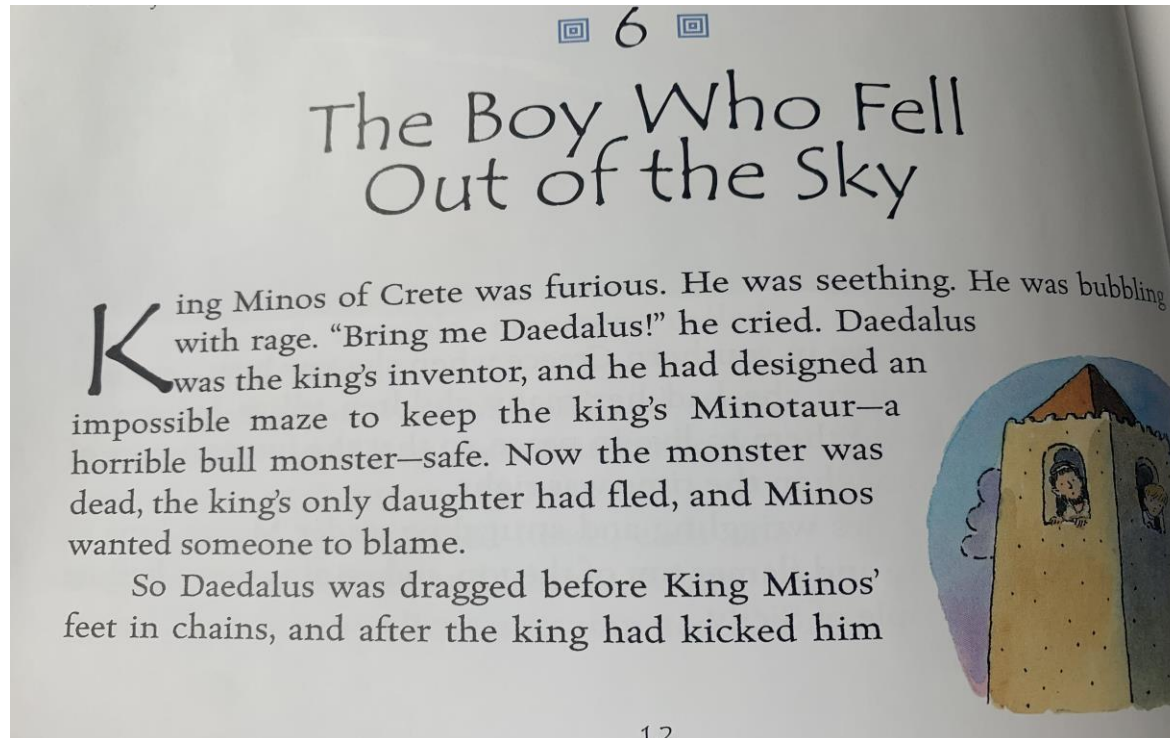 6
The Boy Who Fell
Out of the Sky
King Minos of Crete was furious. He was seething. He was bubbling
with rage. “Bring me Daedalus!” he cried. Daedalus
was the king’s inventor, and he had designed an
impossible maze to keep the king’s Minotaur—a
horrible bull monster—safe. Now the monster was
dead, the king’s only daughter had fled, and Minos
wanted someone to blame.
So Daedalus was dragged before King Minos’
feet in chains, and after the king had kicked him